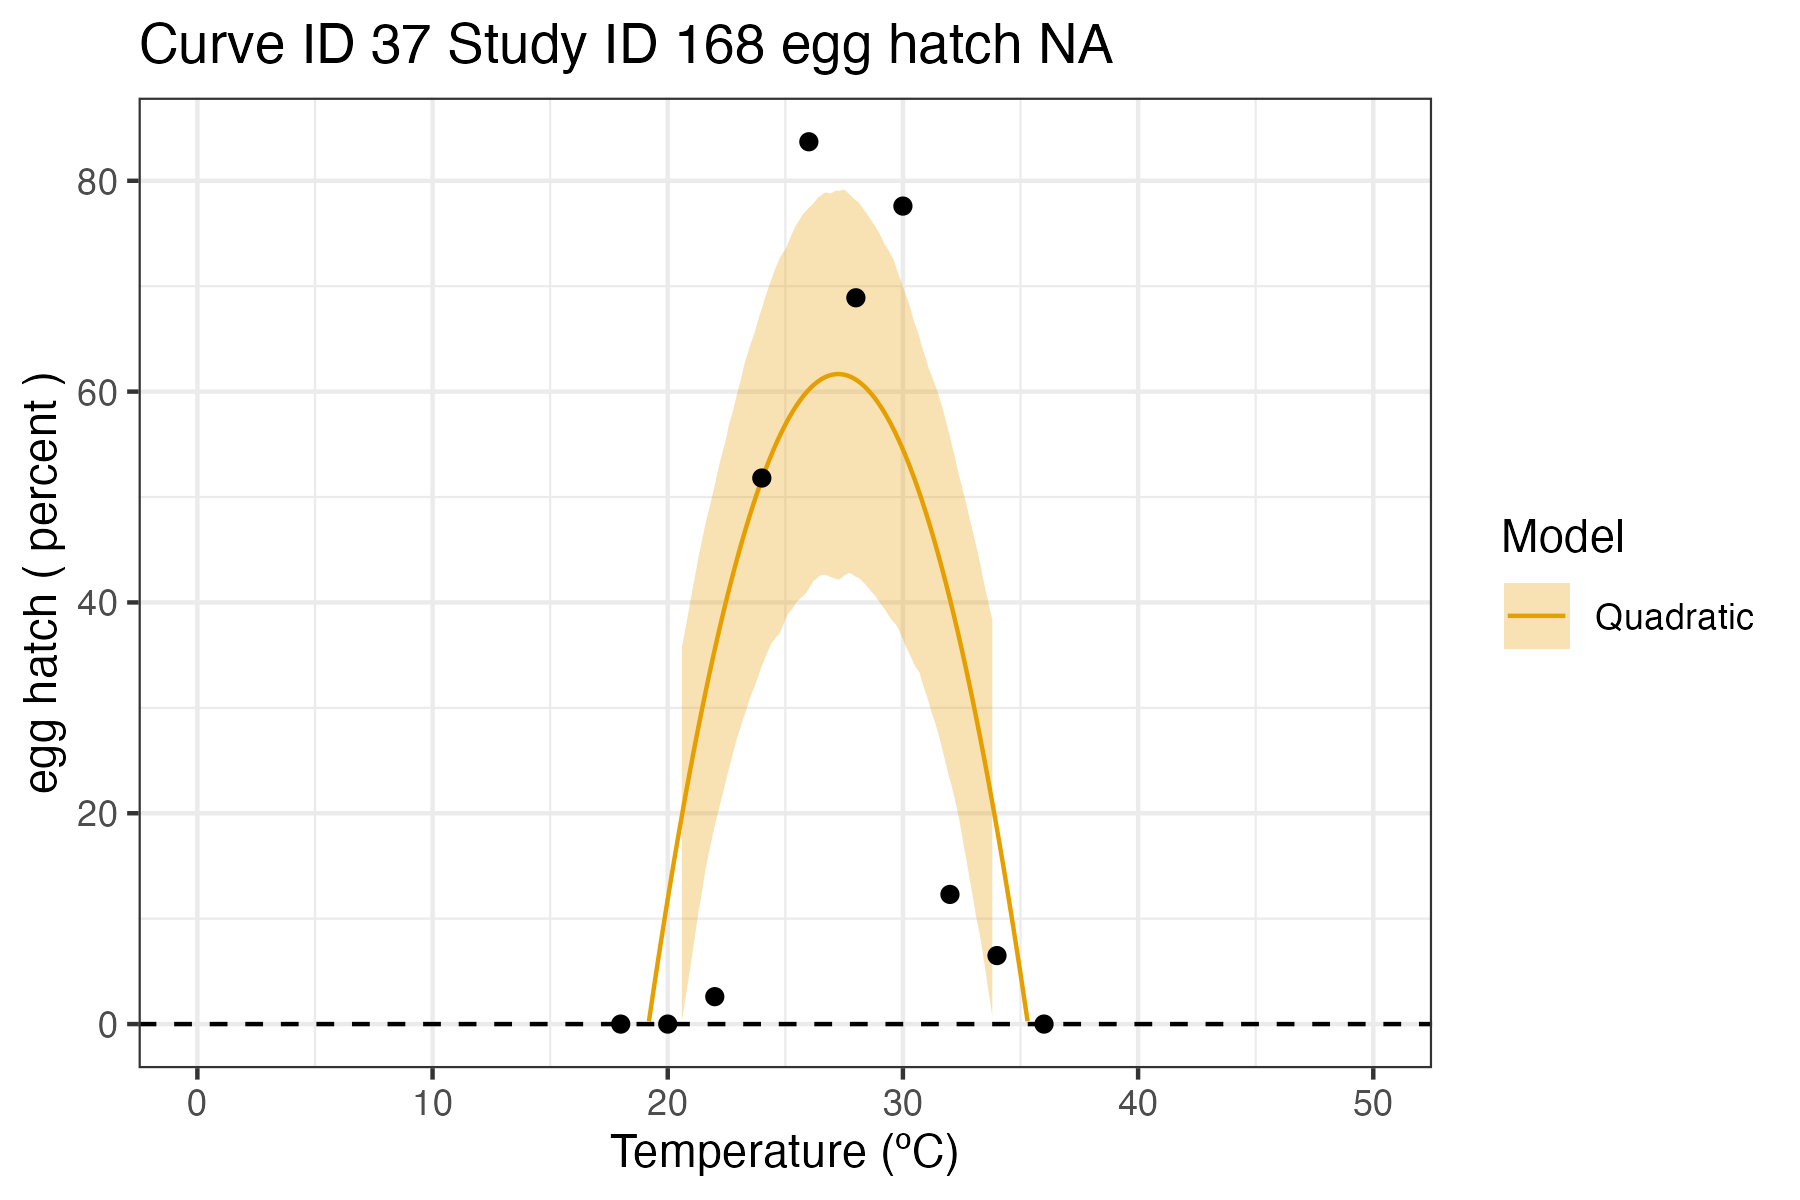 Curve ID 37 Study ID 168 egg hatch NA
80
60
40
20
0
egg hatch ( percent )
0 10 20 30 40 50
Temperature (ºC)
Model
Quadratic